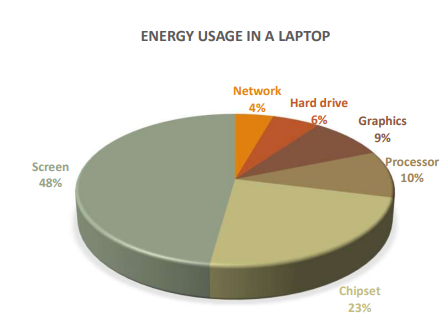 ENERGY USAGE IN A LAPTOP
Network
4%
Hard drive
6%
Graphics
9%
Processor
10%
Chipset
23%
Screen
48%